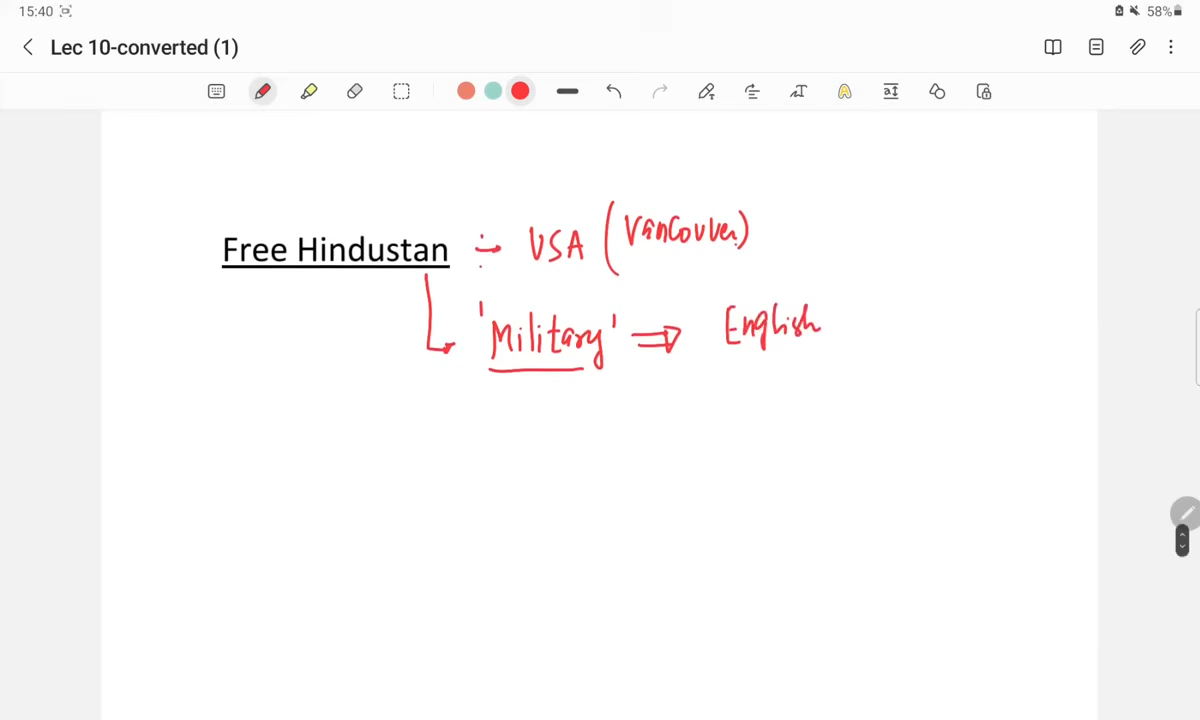 15:40 58%
Lec 10-converted (1)
Free Hindustan :- USA (Vancouver)
'Military' ⇒ English